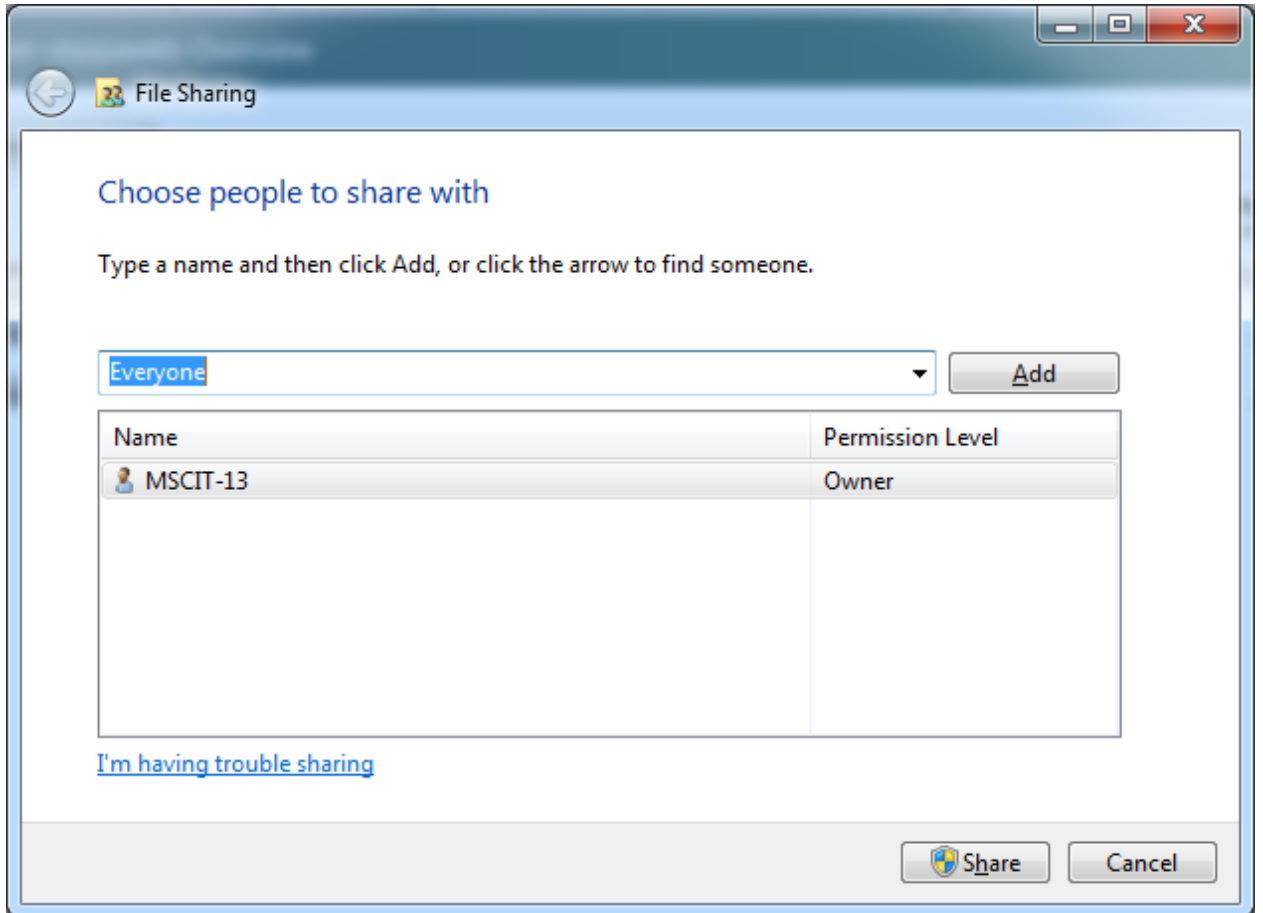 File Sharing
Choose people to share with
Type a name and then click Add, or click the arrow to find someone.
Everyone Add
Name Permission Level
MSCIT-13 Owner
I'm having trouble sharing
Share Cancel